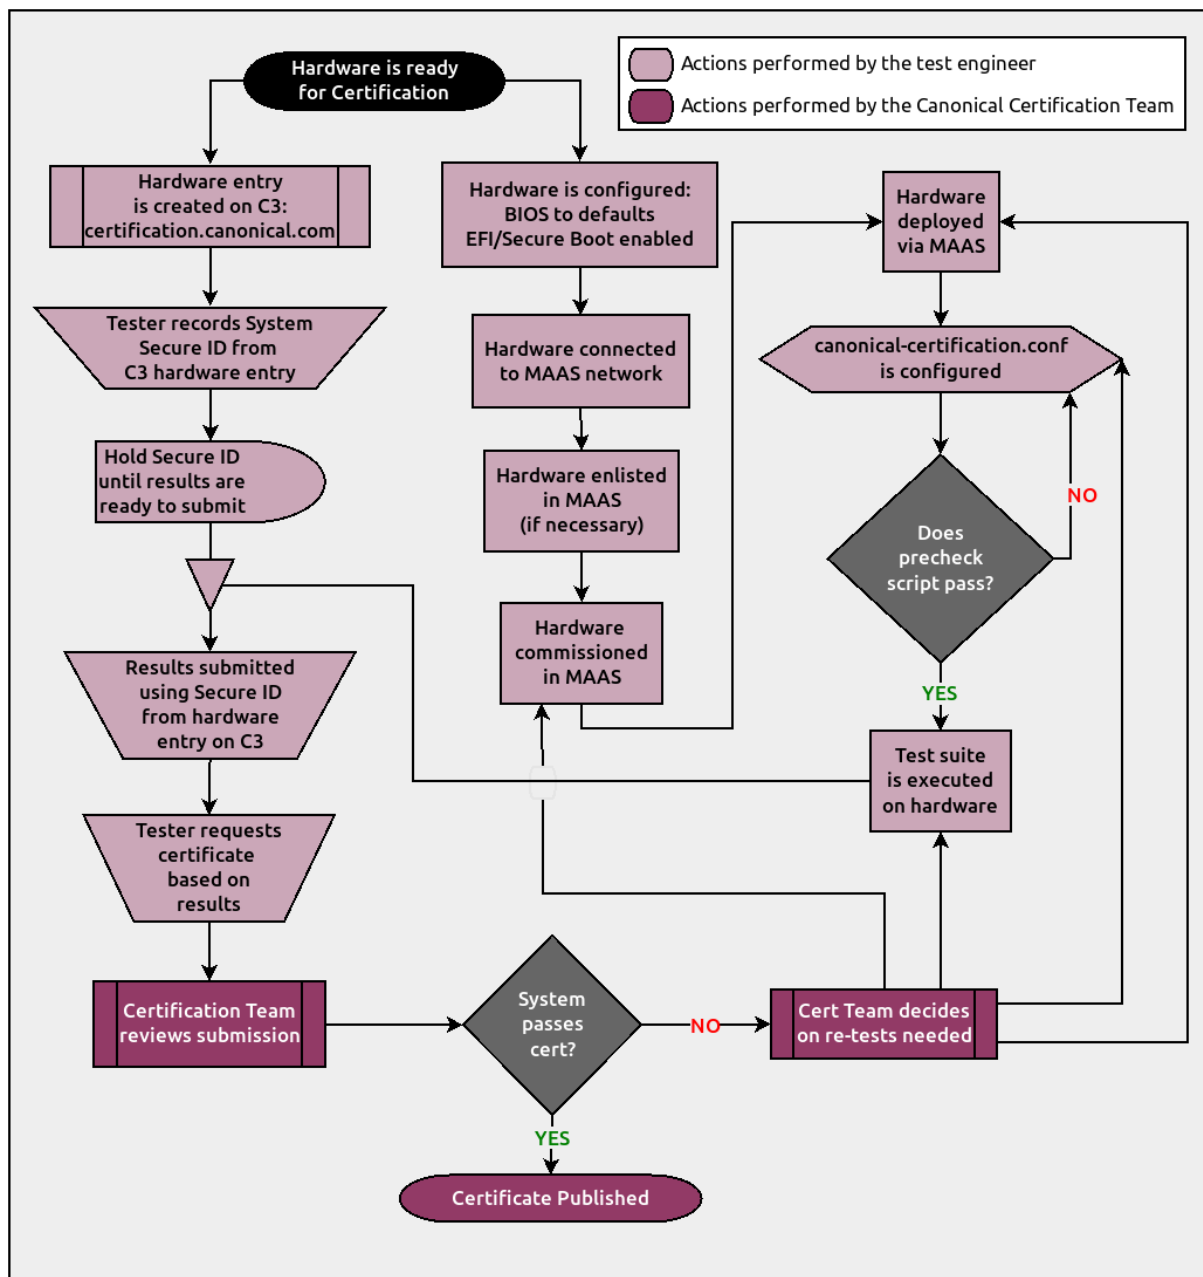 Hardware is ready
for Certification
Actions performed by the test engineer
Actions performed by the Canonical Certification Team
Hardware entry
is created on C3:
certification.canonical.com
Hardware is configured:
BIOS to defaults
EFI/Secure Boot enabled
Hardware
deployed
via MAAS
Tester records System
Secure ID from
C3 hardware entry
Hardware connected
to MAAS network
canonical-certification.conf
is configured
Hold Secure ID
until results are
ready to submit
Hardware enlisted
in MAAS
(if necessary)
NO
Does
precheck
script pass?
Hardware
commissioned
in MAAS
Results submitted
using Secure ID
from hardware
entry on C3
YES
Test suite
is executed
on hardware
Tester requests
certificate
based on
results
Certification Team
reviews submission
System
passes
cert?
NO
Cert Team decides
on re-tests needed
YES
Certificate Published